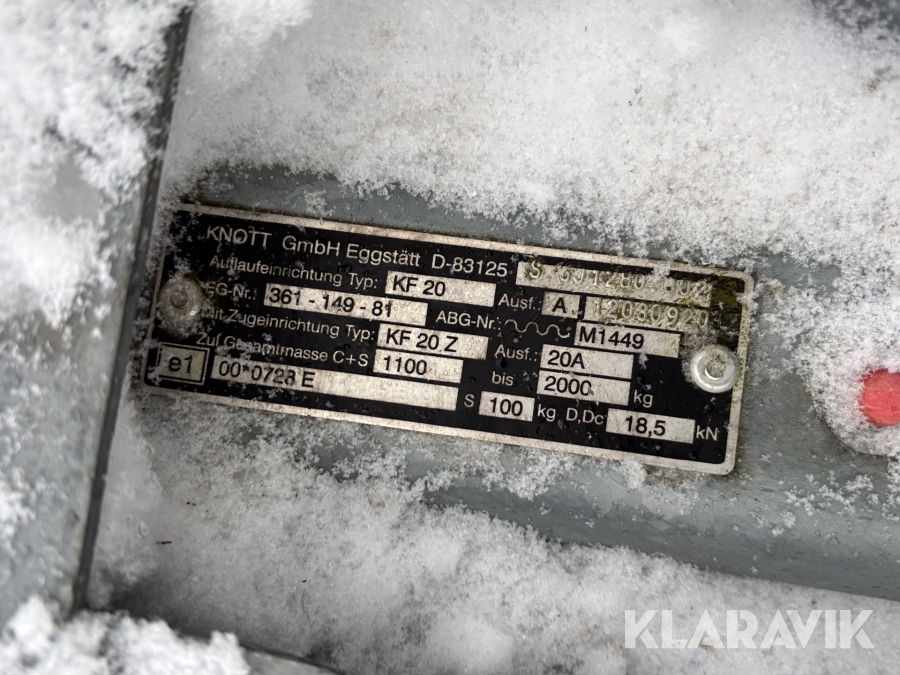 KNOTT GmbH Eggstätt D-83125
Auflaufeinrichtung Typ: KF 20 Ausf.: A 12030920
EG-Nr.: 361 - 149 - 81 ABG-Nr.: M1449
mit Zugeinrichtung Typ: KF 20 Z Ausf.: 20A
Zul Gesamtmasse C+S 1100 bis 2000 kg
e1 00*0728 E S 100 kg D,Dc 18,5 kN
KLARAVIK